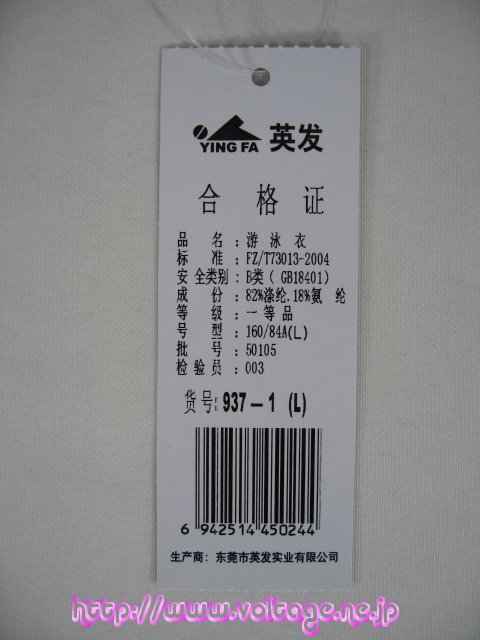 YING FA 英发
合格证
品名：游泳衣
标准：FZ/T73013-2004
安全类别：B类(GB18401)
成份：82%涤纶.18%氨纶
等级：一等品
号型：160/84A(L)
批号：50105
检验员：003
货号：937-1 (L)
6 942514 450244
生产商：东莞市英发实业有限公司
http://www.voltage.ne.jp